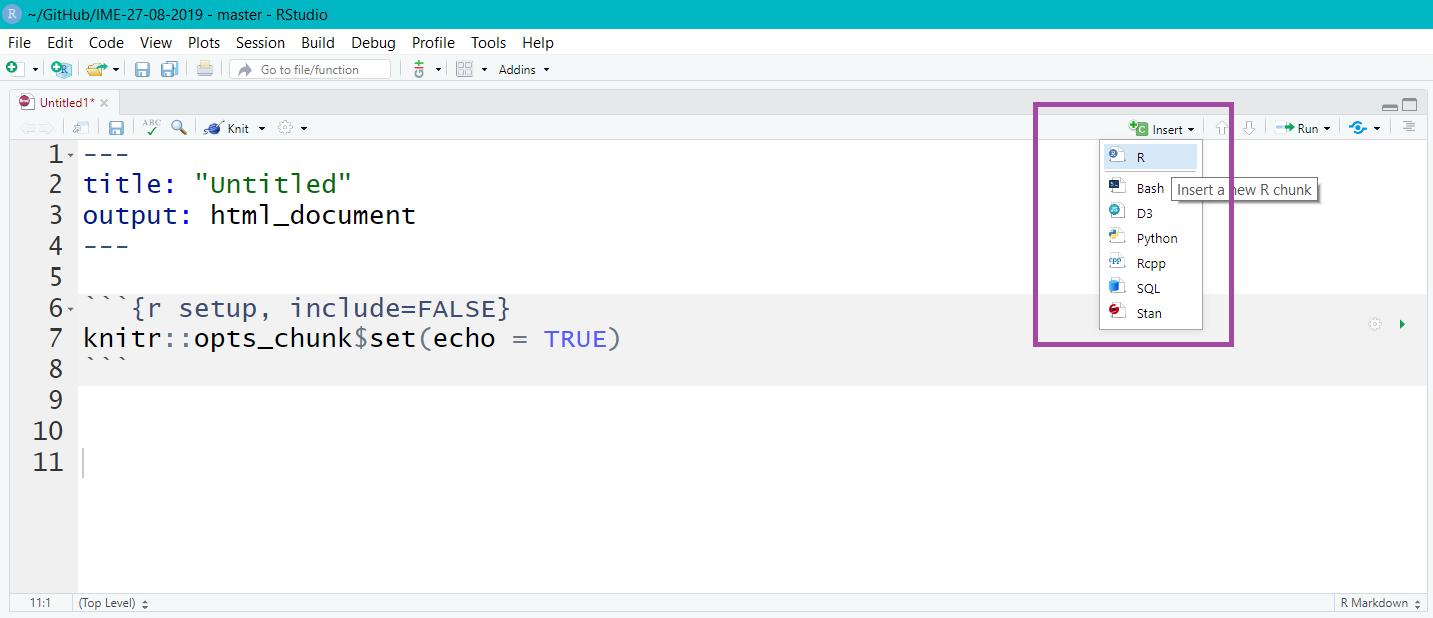 R ~/GitHub/IME-27-08-2019 - master - RStudio
File Edit Code View Plots Session Build Debug Profile Tools Help
Go to file/function Addins
Untitled1*
ABC Knit Insert Run
1 ---
2 title: "Untitled"
3 output: html_document
4 ---
5
6 ```{r setup, include=FALSE}
7 knitr::opts_chunk$set(echo = TRUE)
8 ```
9
10
11
R
Bash
Insert a new R chunk
D3
Python
Rcpp
SQL
Stan
11:1 (Top Level) R Markdown